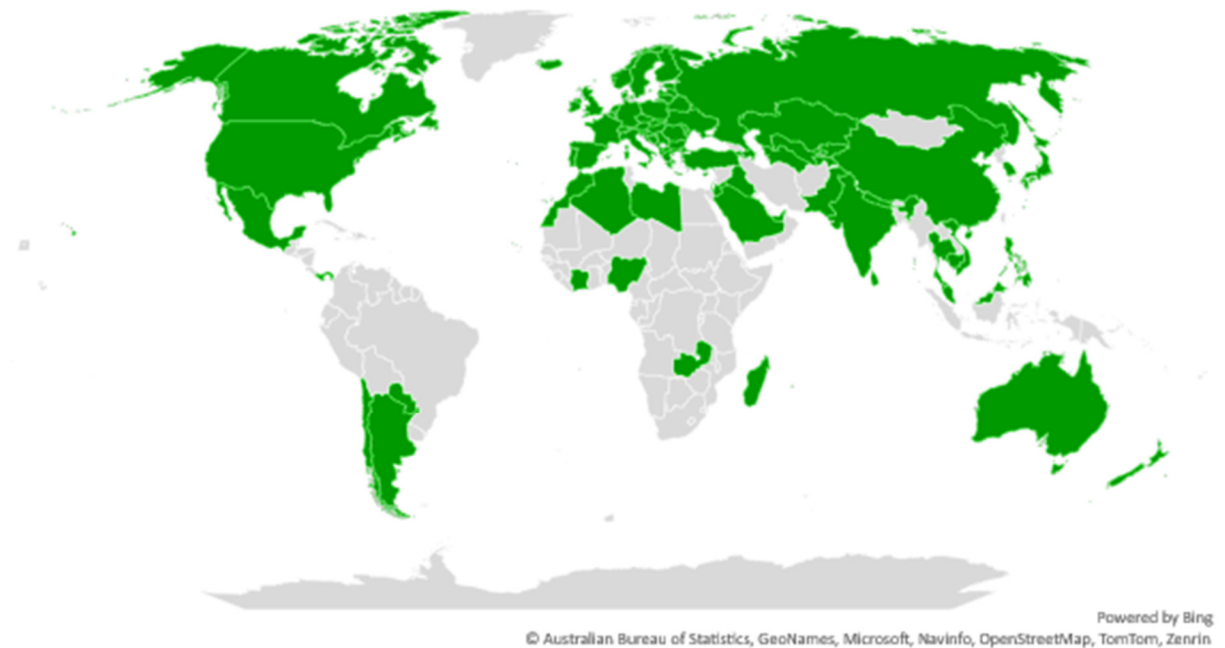 Powered by Bing
© Australian Bureau of Statistics, GeoNames, Microsoft, Navinfo, OpenStreetMap, TomTom, Zenrin